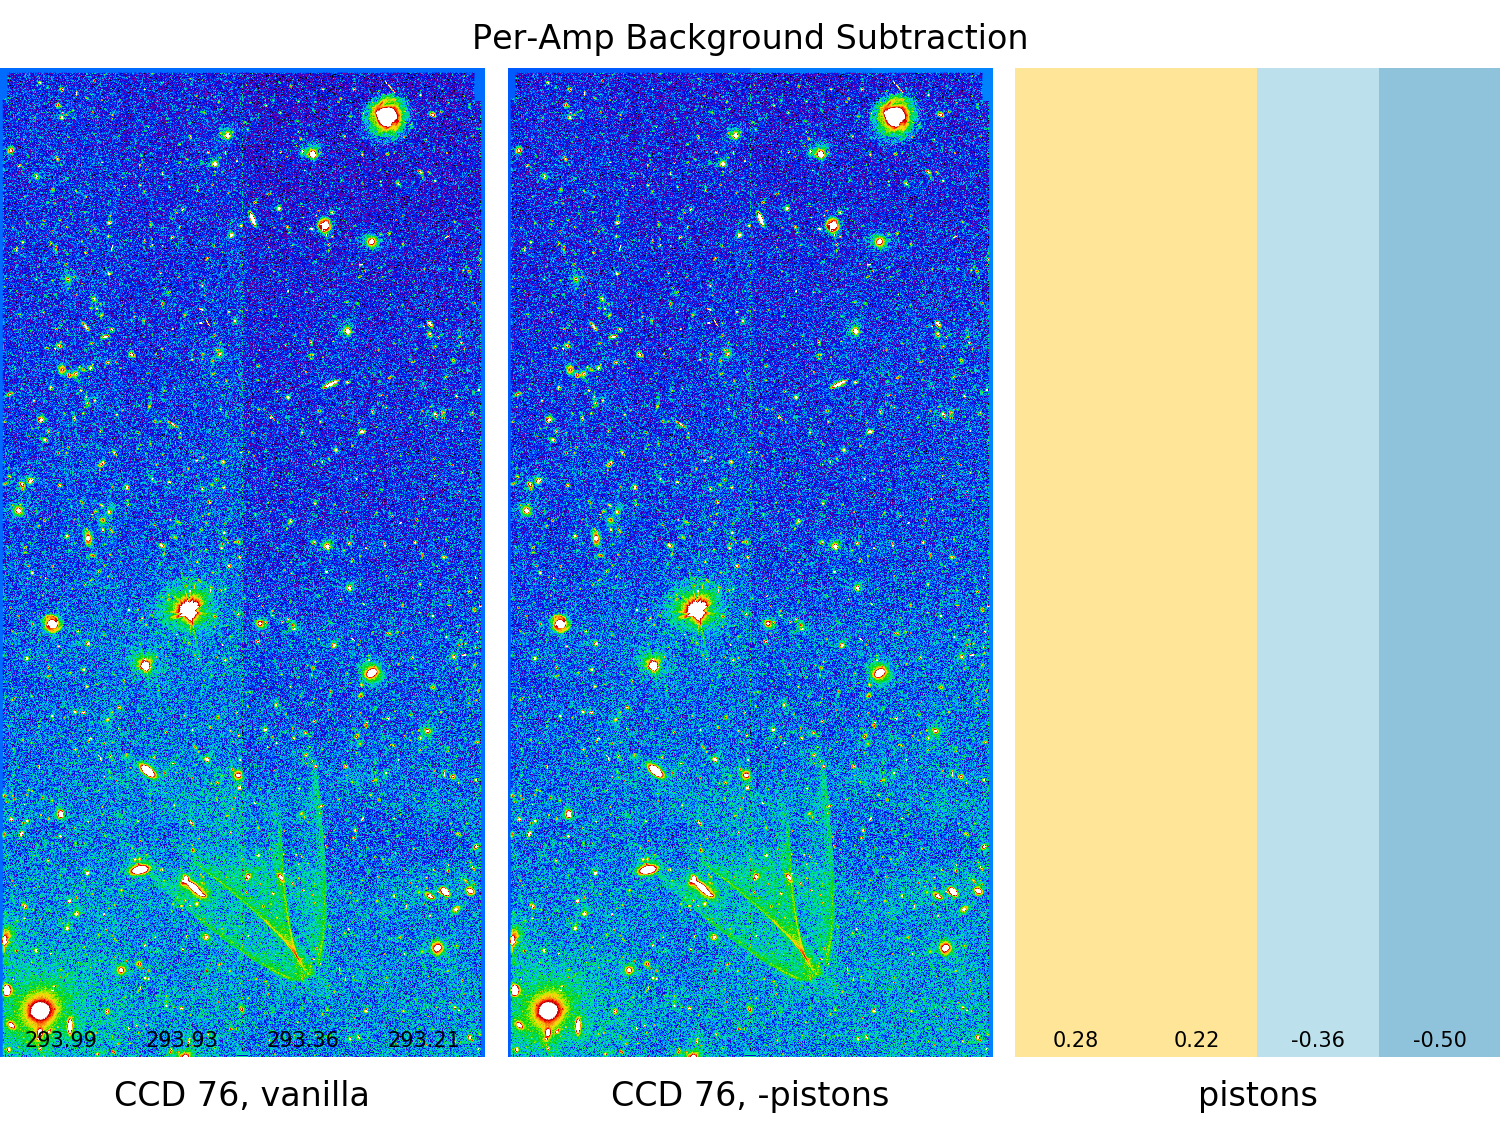 Per-Amp Background Subtraction
293.99 293.93 293.36 293.21
0.28 0.22 -0.36 -0.50
CCD 76, vanilla
CCD 76, -pistons
pistons